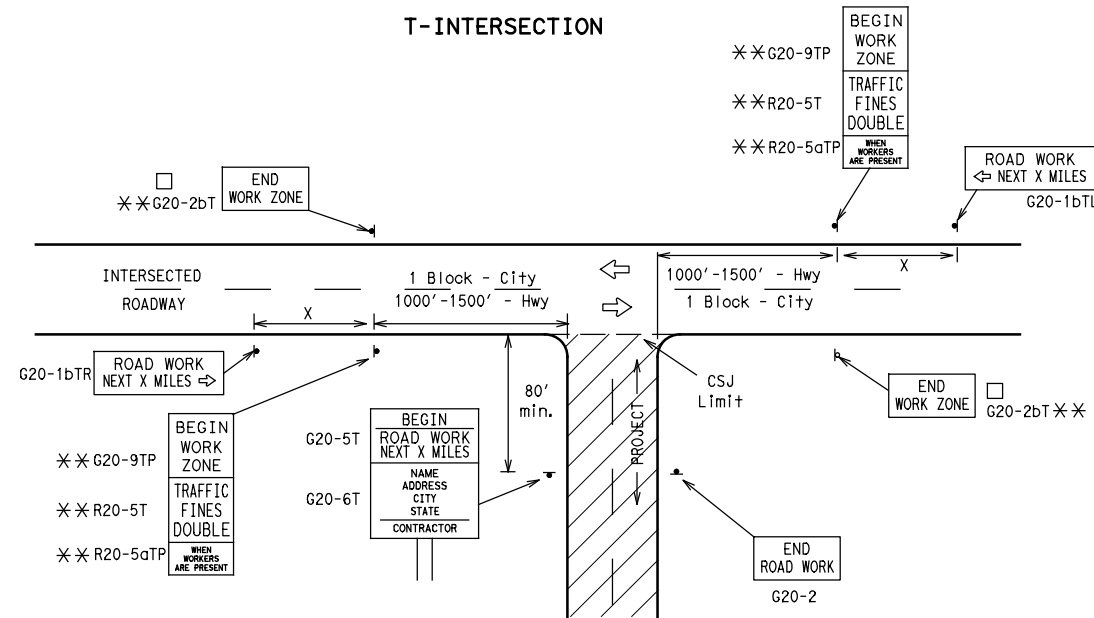 T-INTERSECTION
BEGIN
WORK
ZONE
TRAFFIC
FINES
DOUBLE
WHEN
WORKERS
ARE PRESENT
**G20-9TP
**R20-5T
**R20-5aTP
ROAD WORK
⇦ NEXT X MILES
G20-1bTL
□
**G20-2bT
END
WORK ZONE
INTERSECTED
ROADWAY
X
1 Block - City
1000'-1500' - Hwy
1000'-1500' - Hwy
1 Block - City
X
G20-1bTR
ROAD WORK
NEXT X MILES ⇨
**G20-9TP
**R20-5T
**R20-5aTP
BEGIN
WORK
ZONE
TRAFFIC
FINES
DOUBLE
WHEN
WORKERS
ARE PRESENT
G20-5T
G20-6T
BEGIN
ROAD WORK
NEXT X MILES
NAME
ADDRESS
CITY
STATE
CONTRACTOR
80'
min.
PROJECT
CSJ
Limit
END
WORK ZONE
□
G20-2bT**
END
ROAD WORK
G20-2